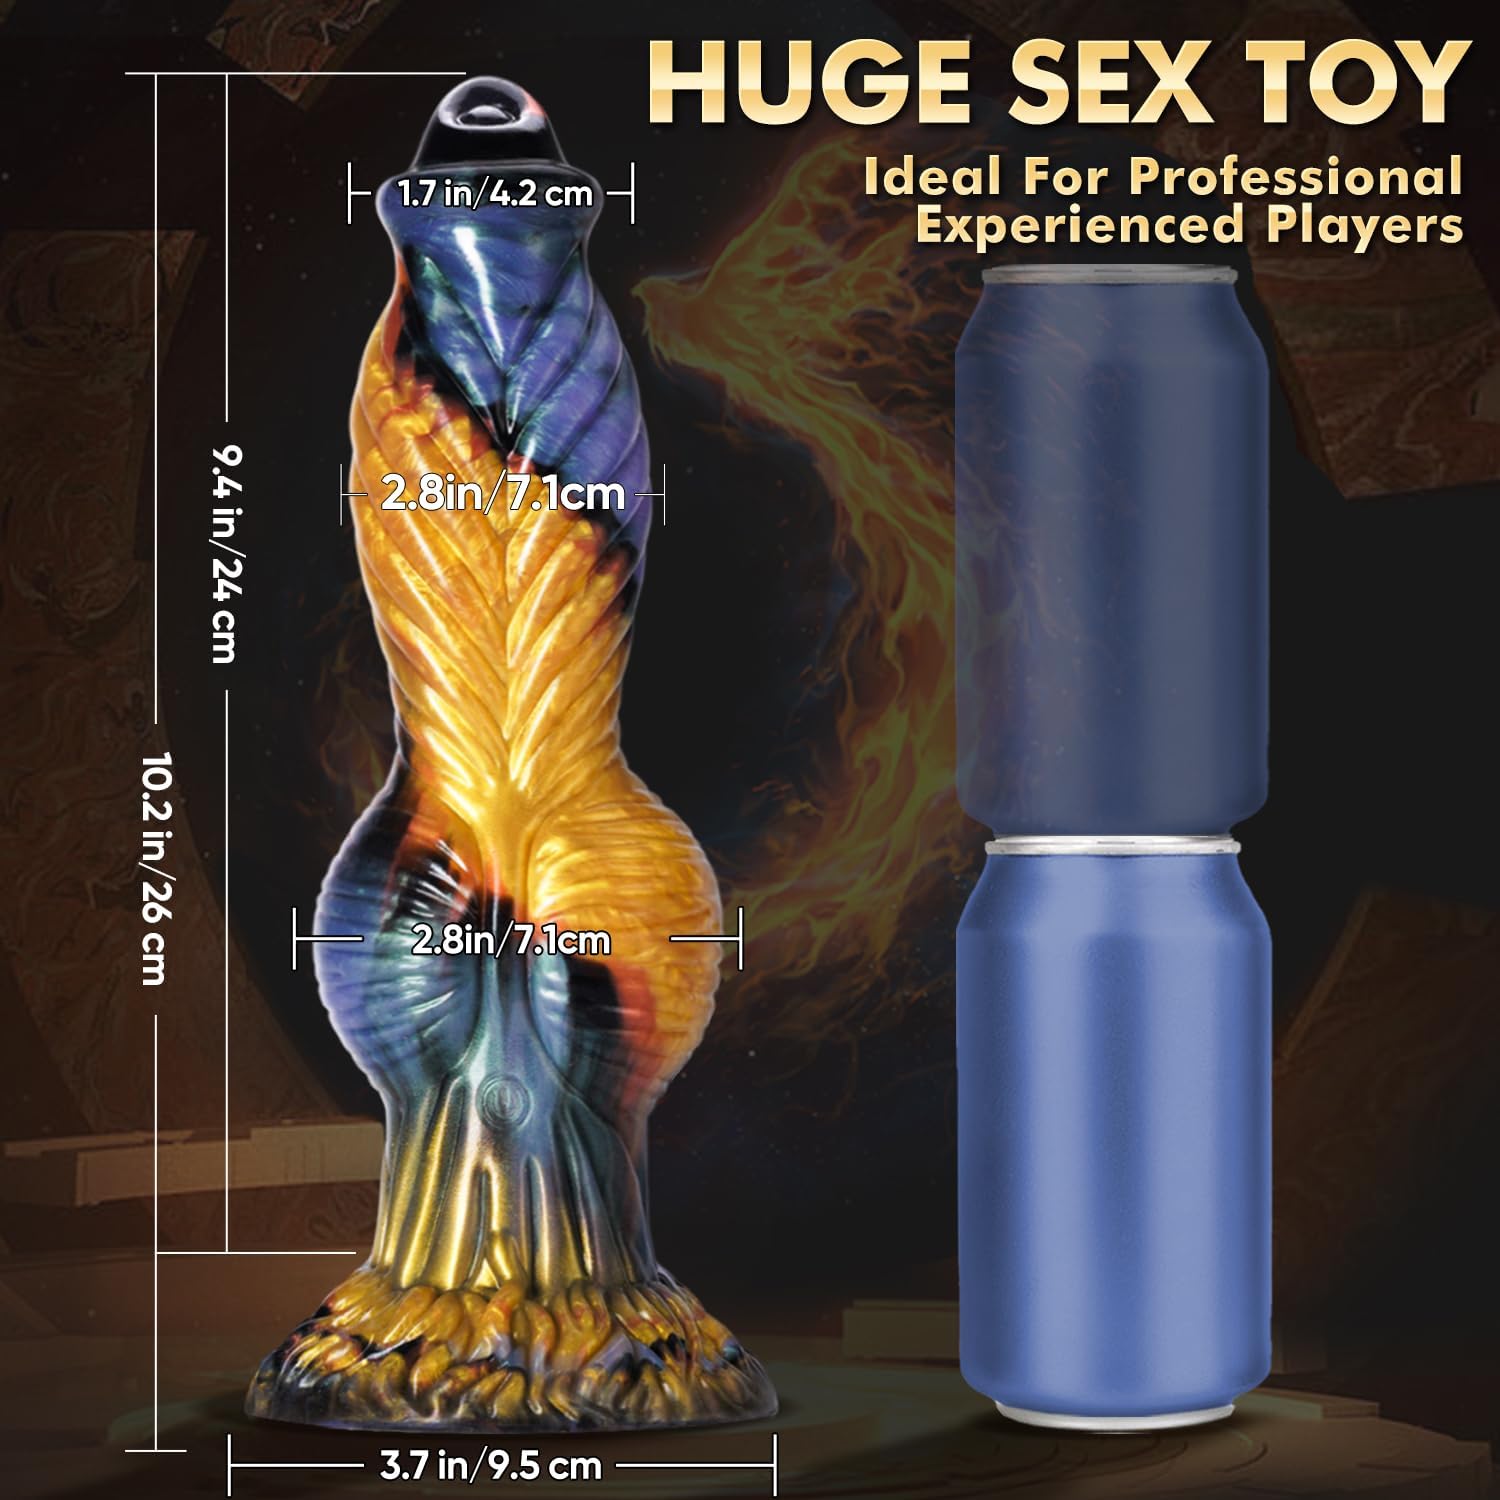 HUGE SEX TOY
Ideal For Professional
Experienced Players
1.7 in/4.2 cm
2.8in/7.1cm
9.4 in/24 cm
10.2 in/26 cm
2.8in/7.1cm
3.7 in/9.5 cm